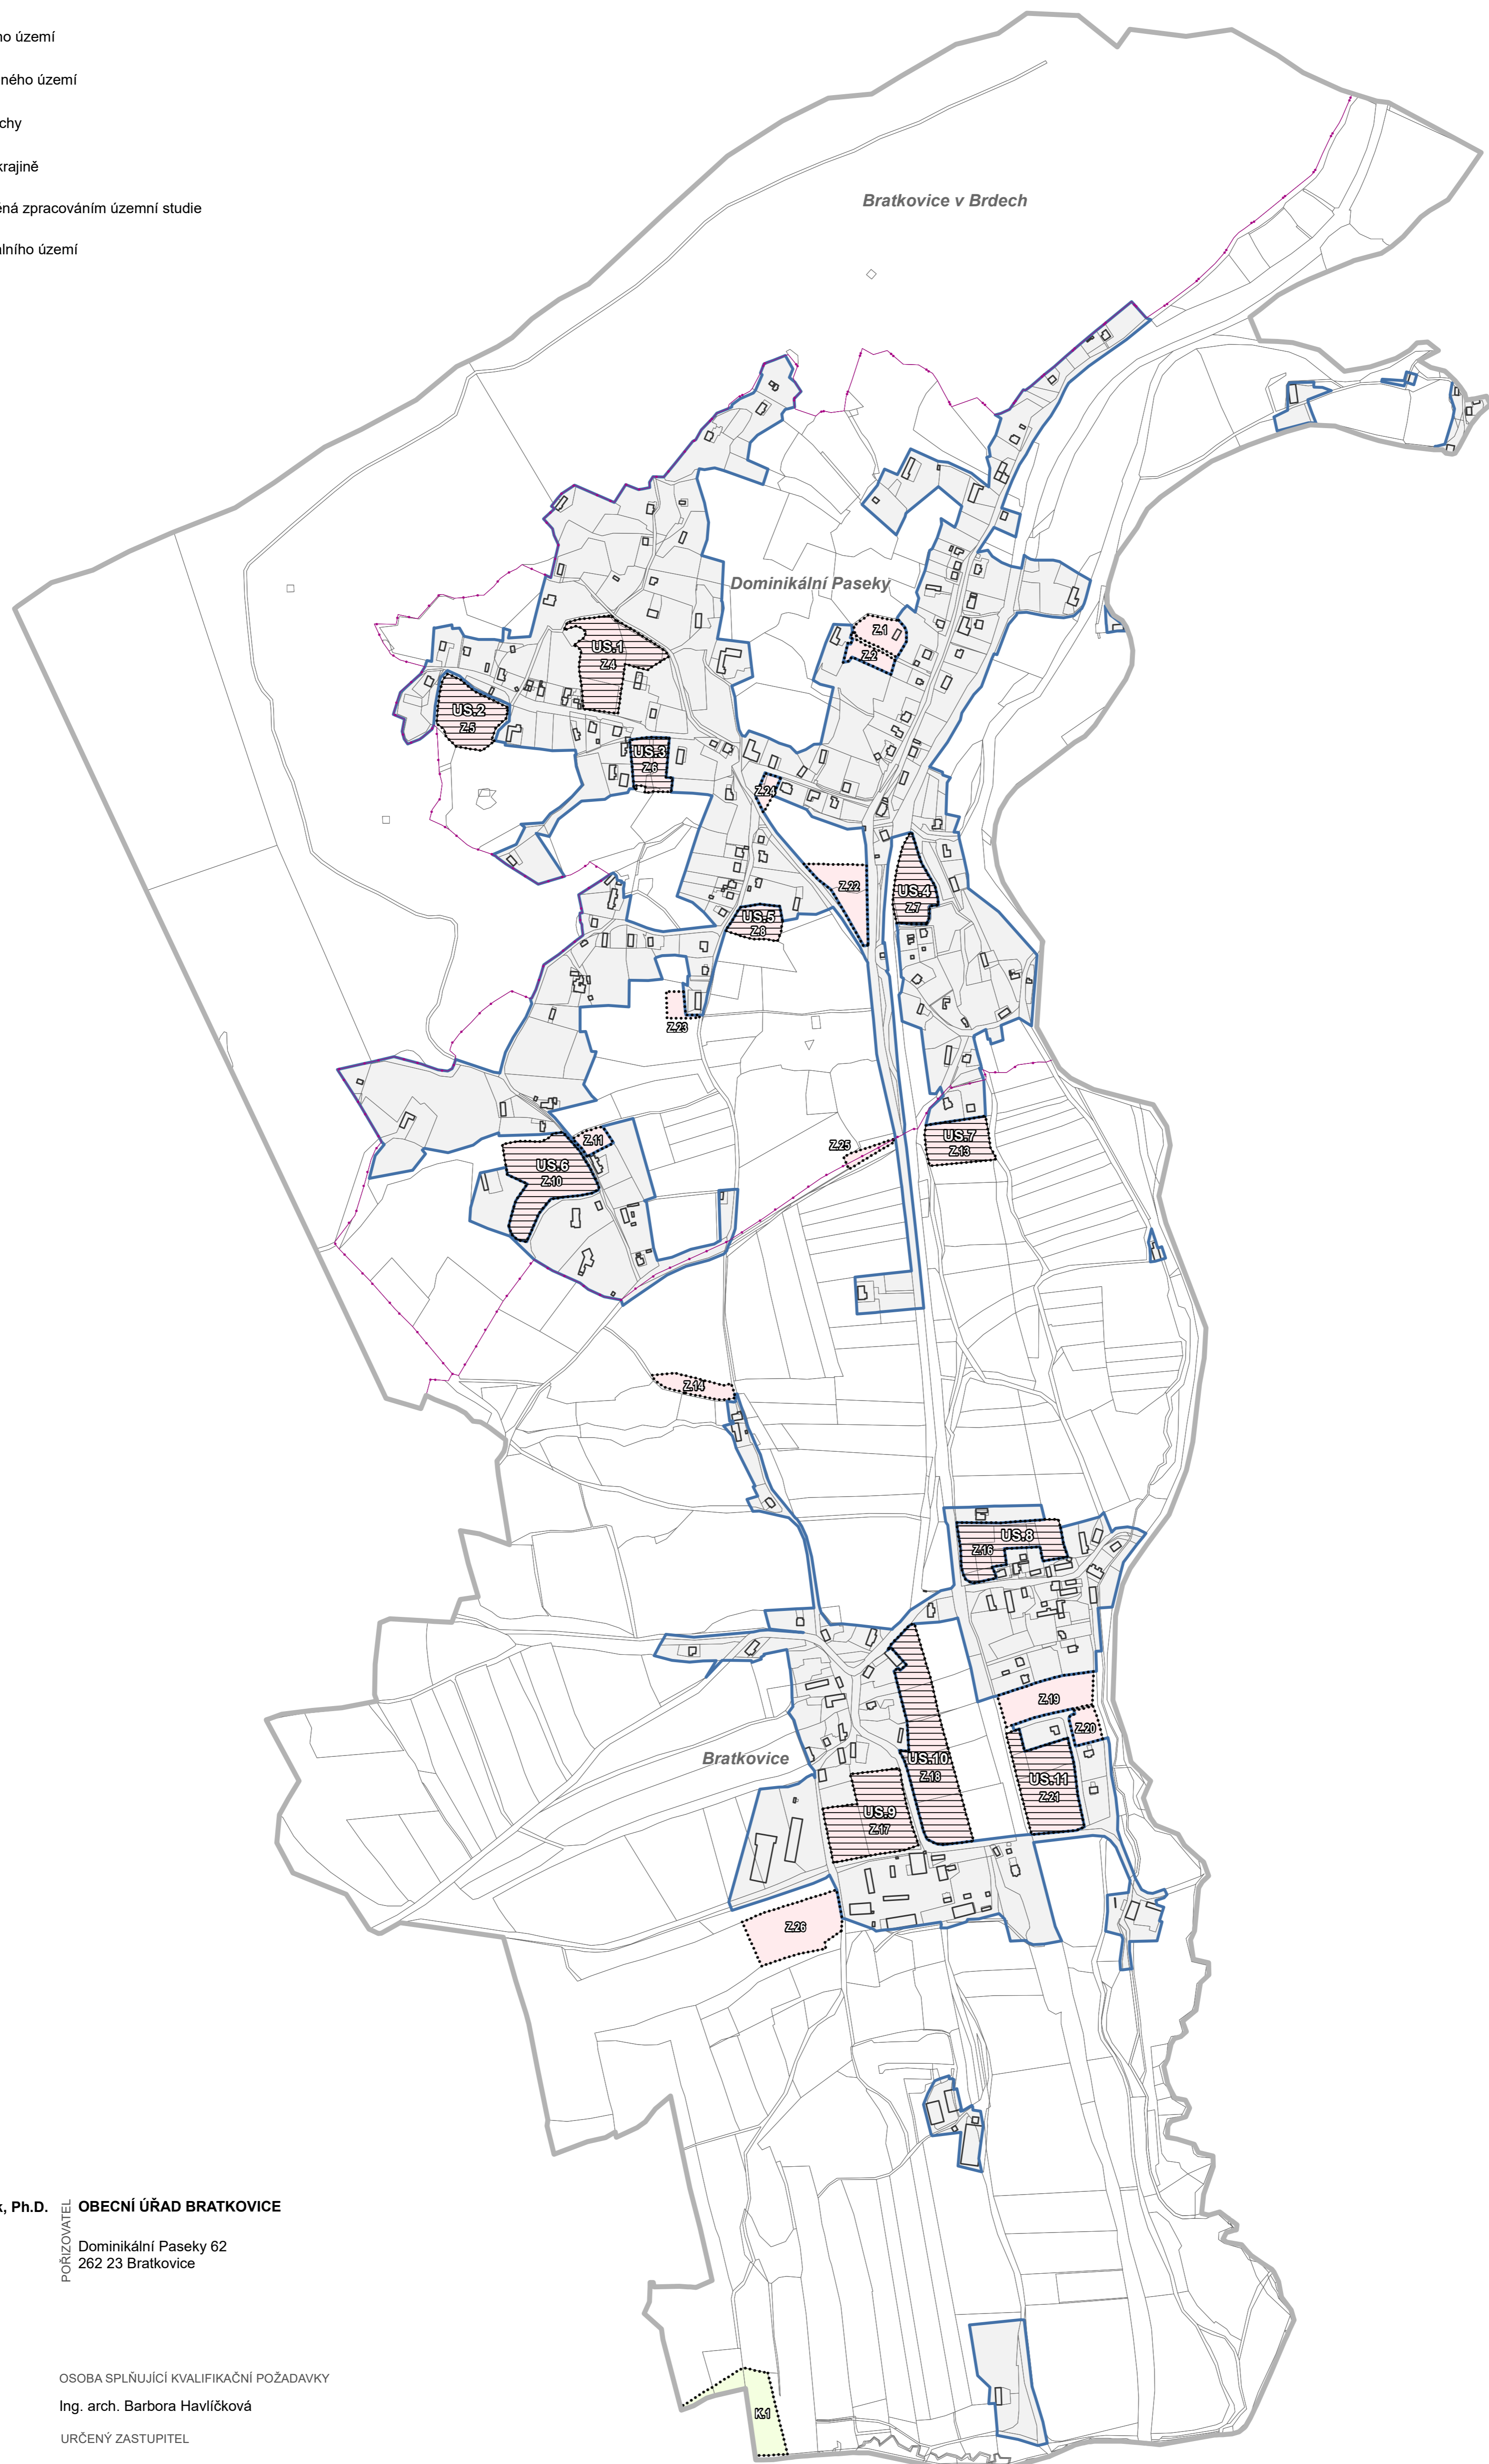 ho území
ného území
chy
krajině
ěná zpracováním územní studie
álního území
Bratkovice v Brdech
Dominikální Paseky
Z.1
Z.2
US.1
Z.4
US.2
Z.5
US.3
Z.6
Z.24
Z.22
US.4
Z.7
US.5
Z.8
Z.23
Z.11
US.6
Z.10
Z.25
US.7
Z.13
Z.14
US.8
Z.16
Z.19
Z.20
Bratkovice
US.10
Z.18
US.11
Z.21
US.9
Z.17
Z.26
k, Ph.D.
POŘIZOVATEL
OBECNÍ ÚŘAD BRATKOVICE
Dominikální Paseky 62
262 23 Bratkovice
OSOBA SPLŇUJÍCÍ KVALIFIKAČNÍ POŽADAVKY
Ing. arch. Barbora Havlíčková
URČENÝ ZASTUPITEL
K.1